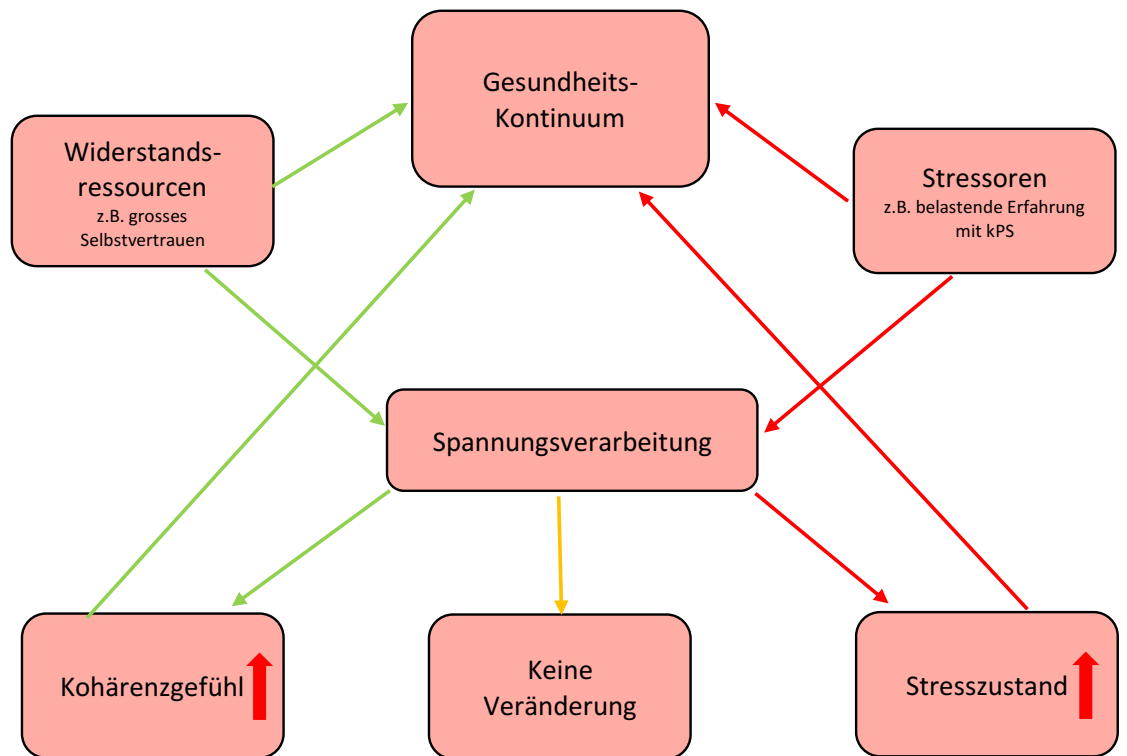 Gesundheits-
Kontinuum
Widerstands-
ressourcen
z.B. grosses
Selbstvertrauen
Stressoren
z.B. belastende Erfahrung
mit kPS
Spannungsverarbeitung
Kohärenzgefühl
Keine
Veränderung
Stresszustand